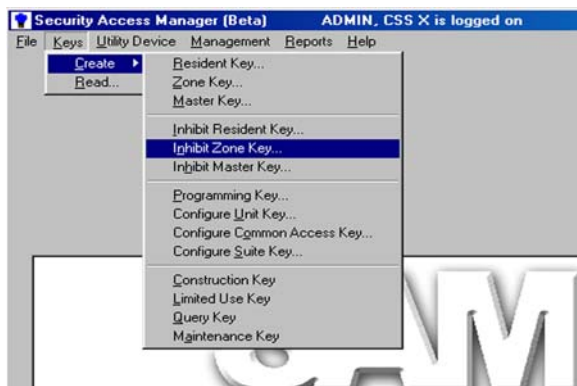 Security Access Manager (Beta) ADMIN, CSS X is logged on
File Keys Utility Device Management Reports Help
Create
Read...
Resident Key...
Zone Key...
Master Key...
Inhibit Resident Key...
Inhibit Zone Key...
Inhibit Master Key...
Programming Key...
Configure Unit Key...
Configure Common Access Key...
Configure Suite Key...
Construction Key
Limited Use Key
Query Key
Maintenance Key
SAM